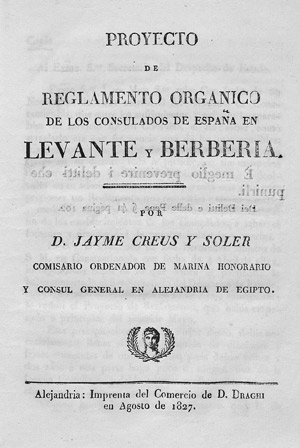 PROYECTO
DE
REGLAMENTO ORGANICO
DE LOS CONSULADOS DE ESPAÑA EN
LEVANTE Y BERBERIA.
POR
D. JAYME CREUS Y SOLER
COMISARIO ORDENADOR DE MARINA HONORARIO
Y CONSUL GENERAL EN ALEJANDRIA DE EGIPTO.
Alejandria: Imprenta del Comercio de D. DRAGHI
en Agosto de 1827.